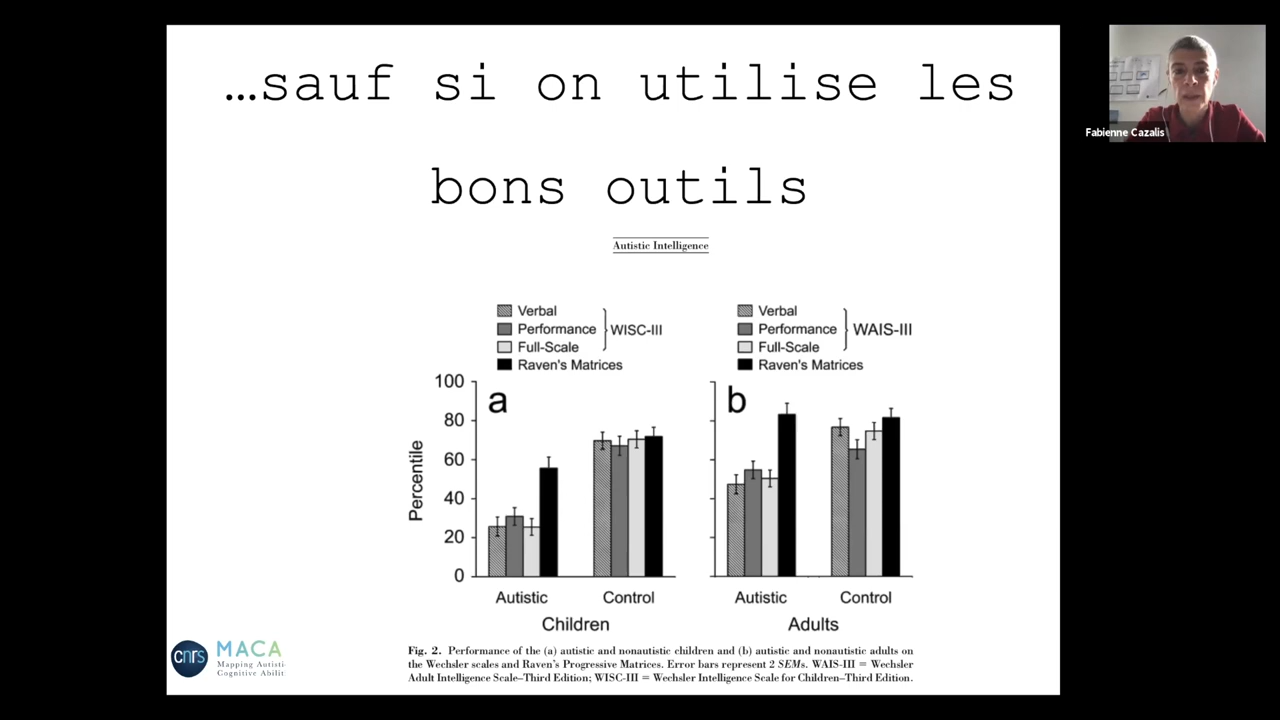 …sauf si on utilise les
bons outils
Fabienne Cazalis
Autistic Intelligence
Verbal
Performance
Full-Scale
WISC-III
Raven's Matrices
Verbal
Performance
Full-Scale
WAIS-III
Raven's Matrices
a
b
Percentile
100
80
60
40
20
0
Autistic
Control
Autistic
Control
Children
Adults
Fig. 2. Performance of the (a) autistic and nonautistic children and (b) autistic and nonautistic adults on
the Wechsler scales and Raven's Progressive Matrices. Error bars represent 2 SEMs. WAIS-III = Wechsler
Adult Intelligence Scale–Third Edition; WISC-III = Wechsler Intelligence Scale for Children–Third Edition.
cnrs
MACA
Mapping Autisti
Cognitive Abilit